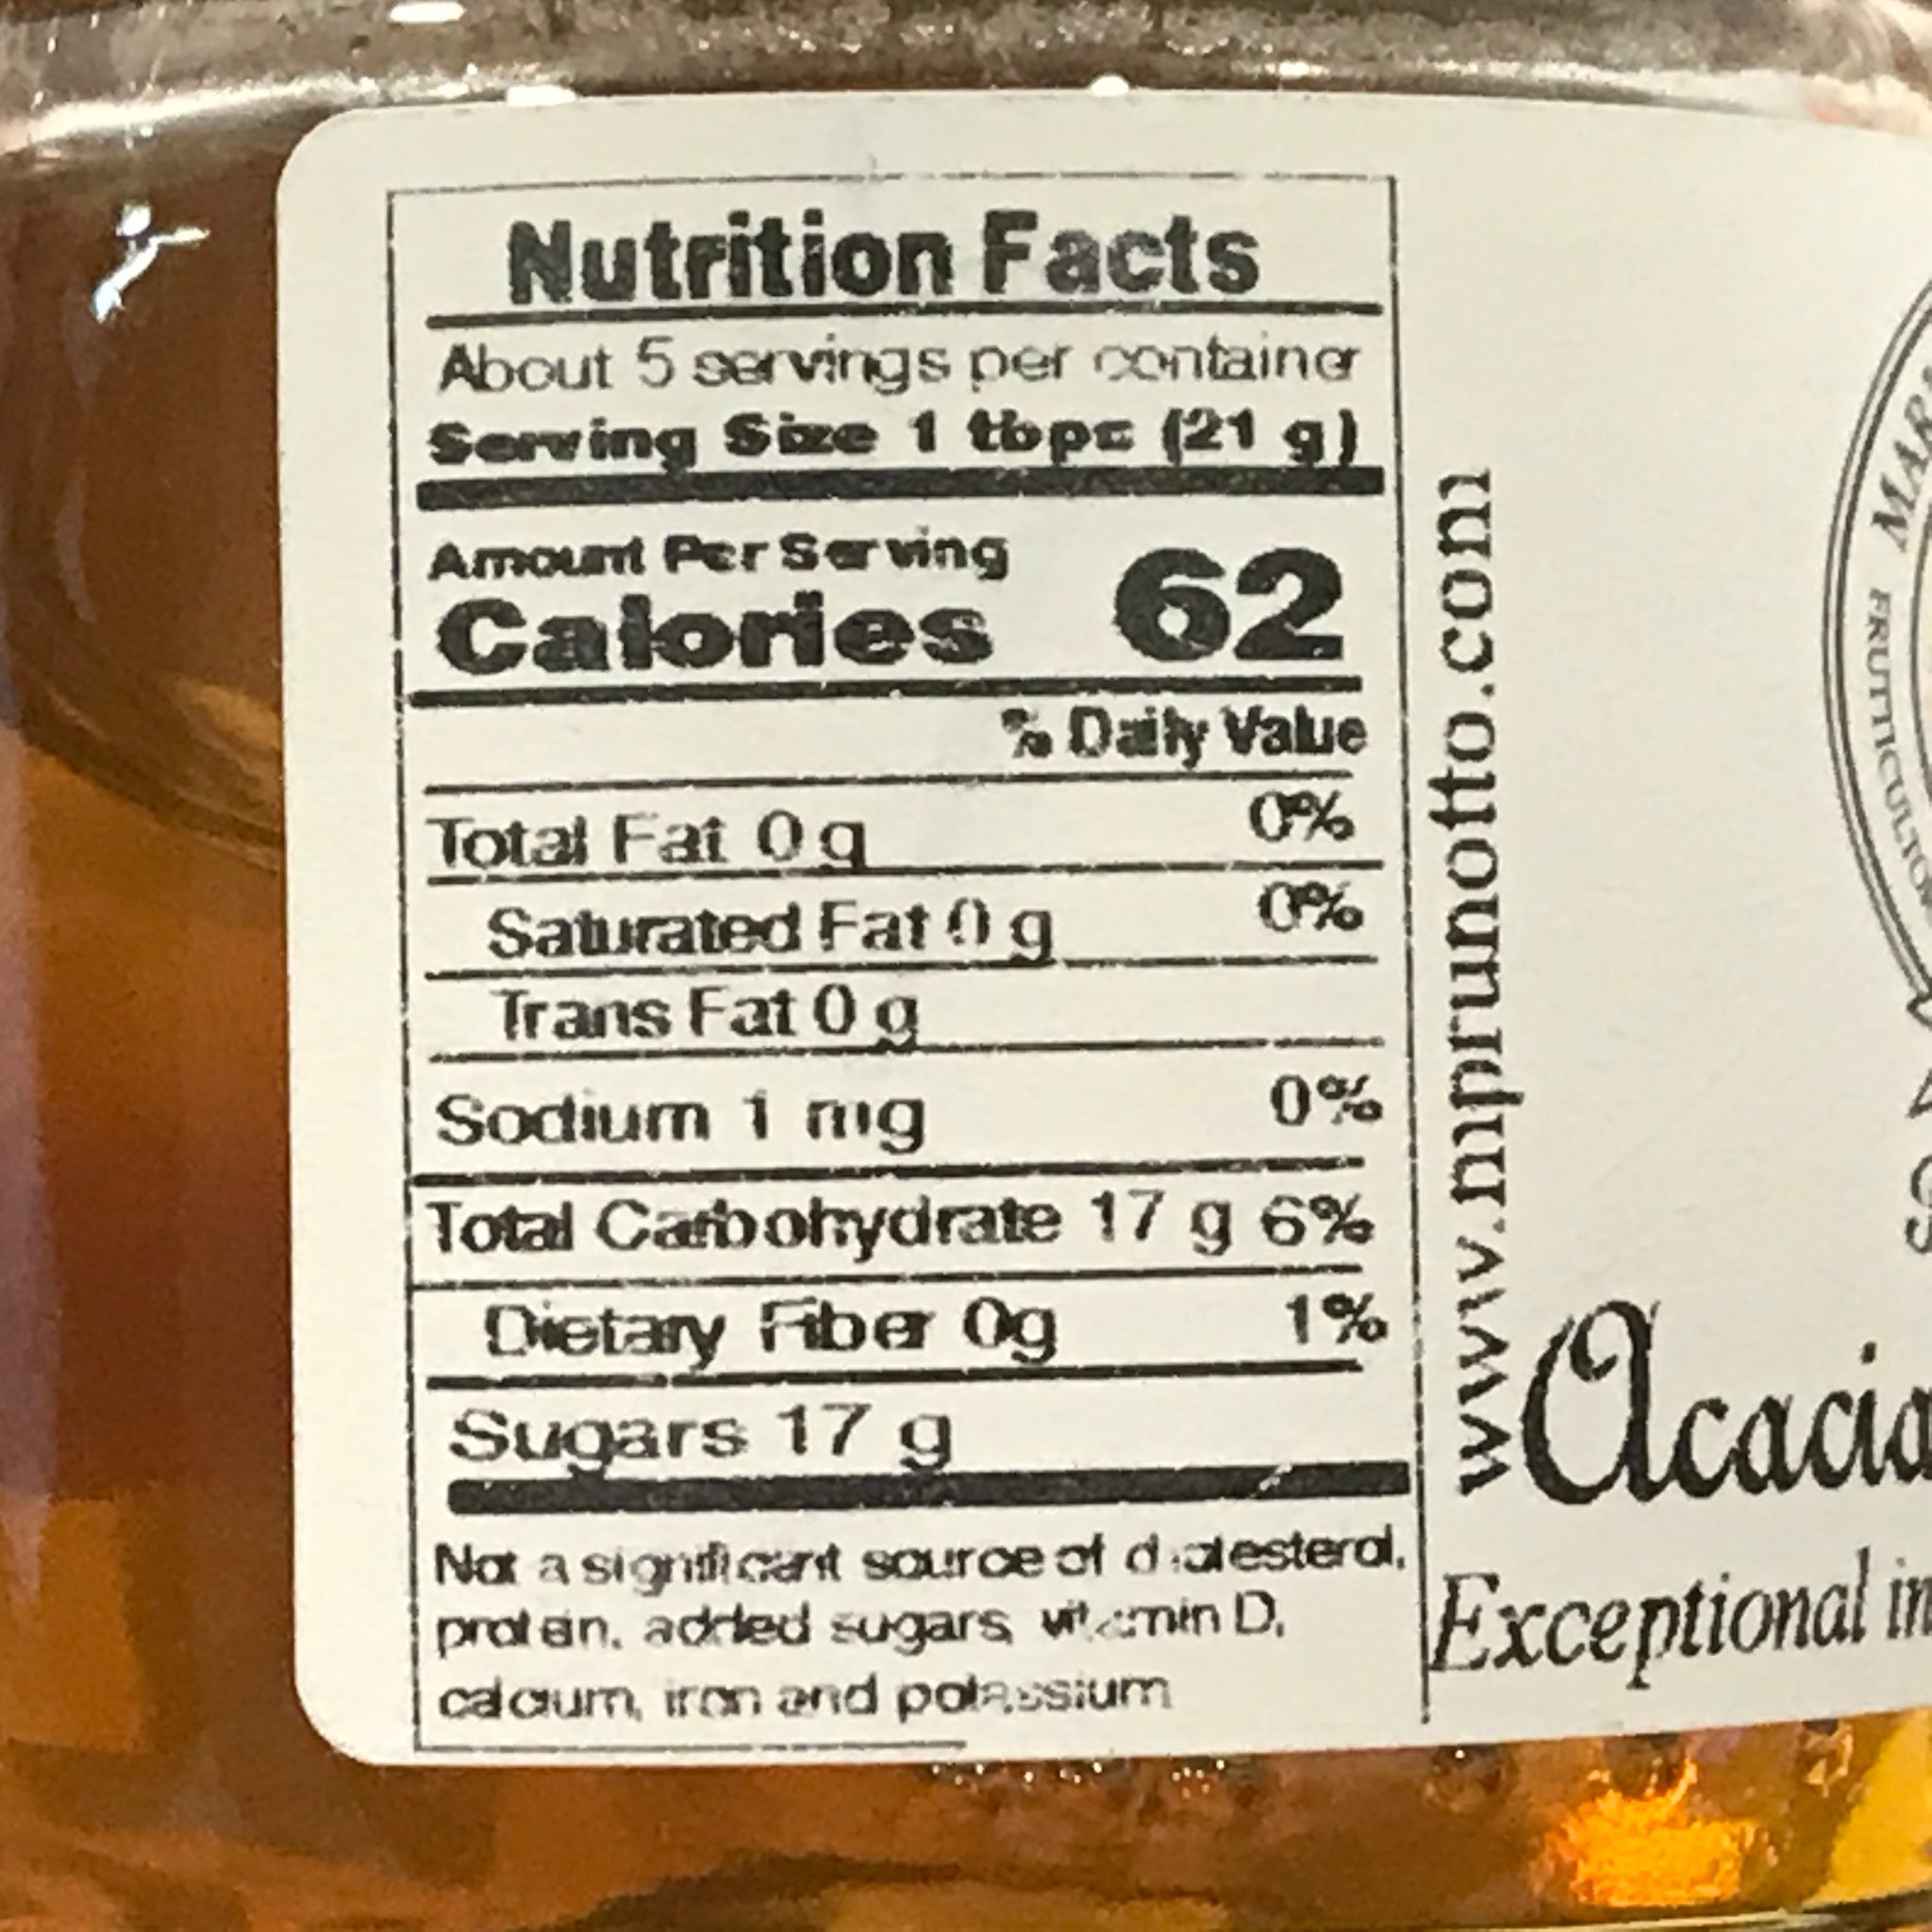 Nutrition Facts
About 5 servings per container
Serving Size 1 tbps (21 g)
Amount Per Serving
Calories 62
% Daily Value
Total Fat 0 g 0%
Saturated Fat 0 g 0%
Trans Fat 0 g
Sodium 1 mg 0%
Total Carbohydrate 17 g 6%
Dietary Fiber 0g 1%
Sugars 17 g
Not a significant source of cholesterol,
protein, added sugars, vitamin D,
calcium, iron and potassium
www.mprunotto.com
MAR
Acacia
Exceptional in